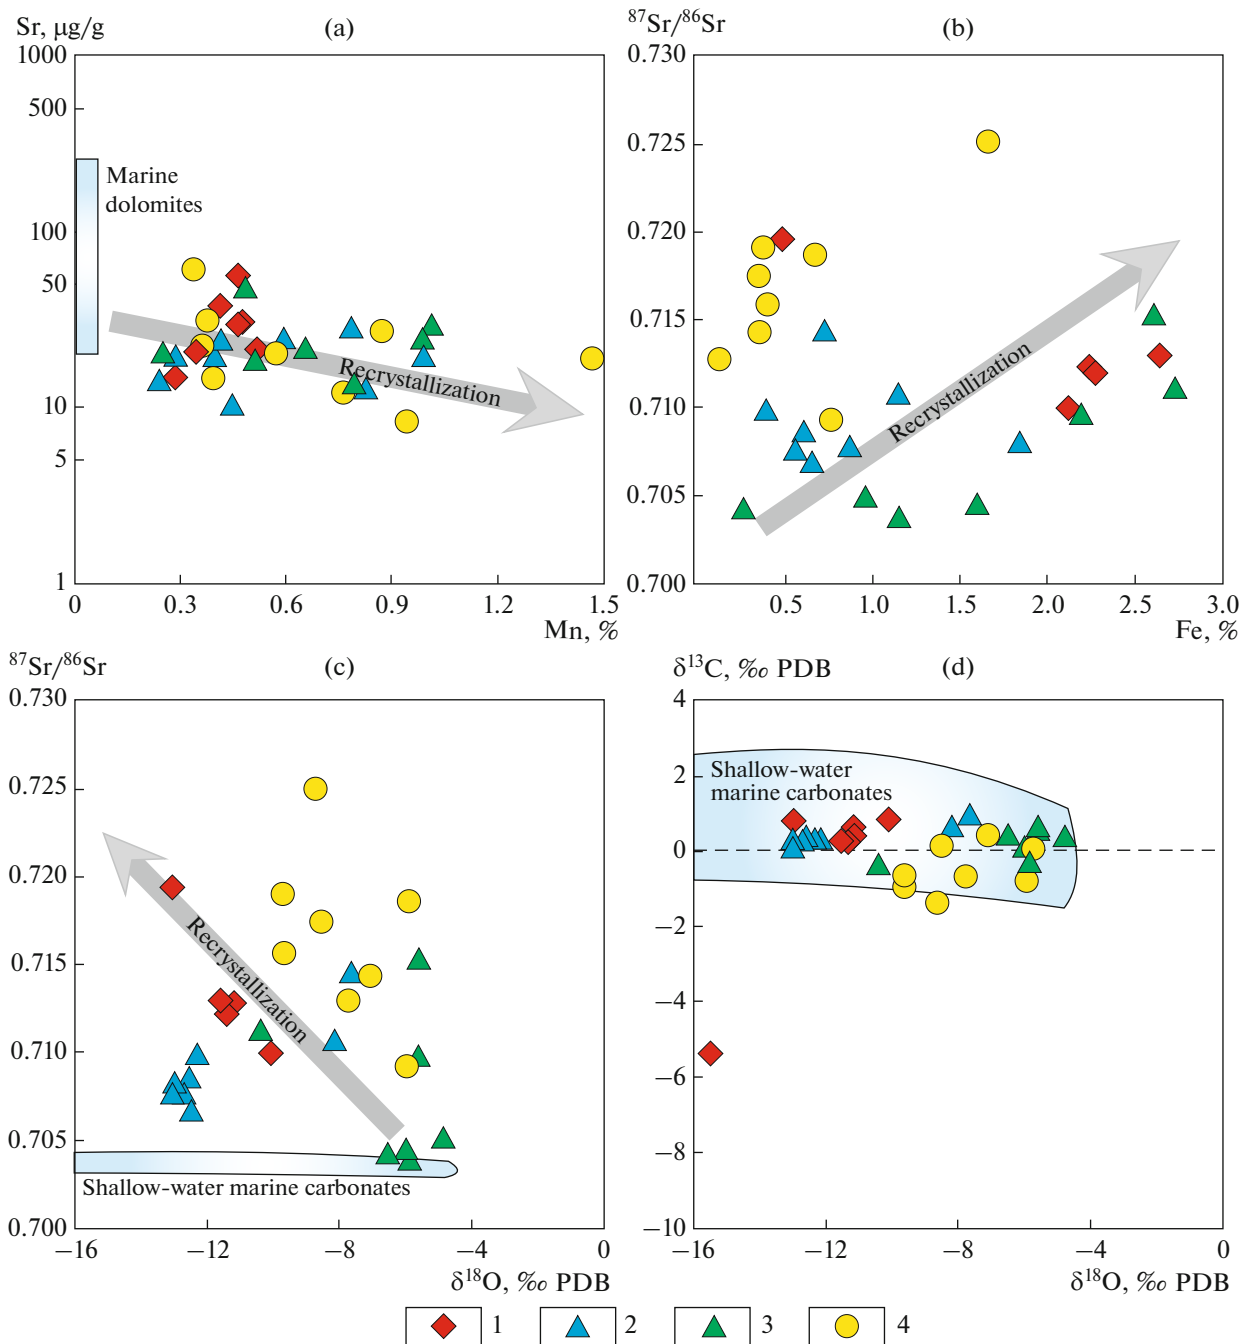 Sr, μg/g
(a)
1000
500
100
50
10
5
1
Marine
dolomites
Recrystallization
0 0.3 0.6 0.9 1.2 1.5
Mn, %
⁸⁷Sr/⁸⁶Sr
(b)
0.730
0.725
0.720
0.715
0.710
0.705
0.700
Recrystallization
0.5 1.0 1.5 2.0 2.5 3.0
Fe, %
⁸⁷Sr/⁸⁶Sr
(c)
0.730
0.725
0.720
0.715
0.710
0.705
0.700
Recrystallization
Shallow-water marine carbonates
−16 −12 −8 −4 0
δ¹⁸O, ‰ PDB
δ¹³C, ‰ PDB
(d)
4
2
0
−2
−4
−6
−8
−10
Shallow-water
marine carbonates
−16 −12 −8 −4 0
δ¹⁸O, ‰ PDB
1 2 3 4